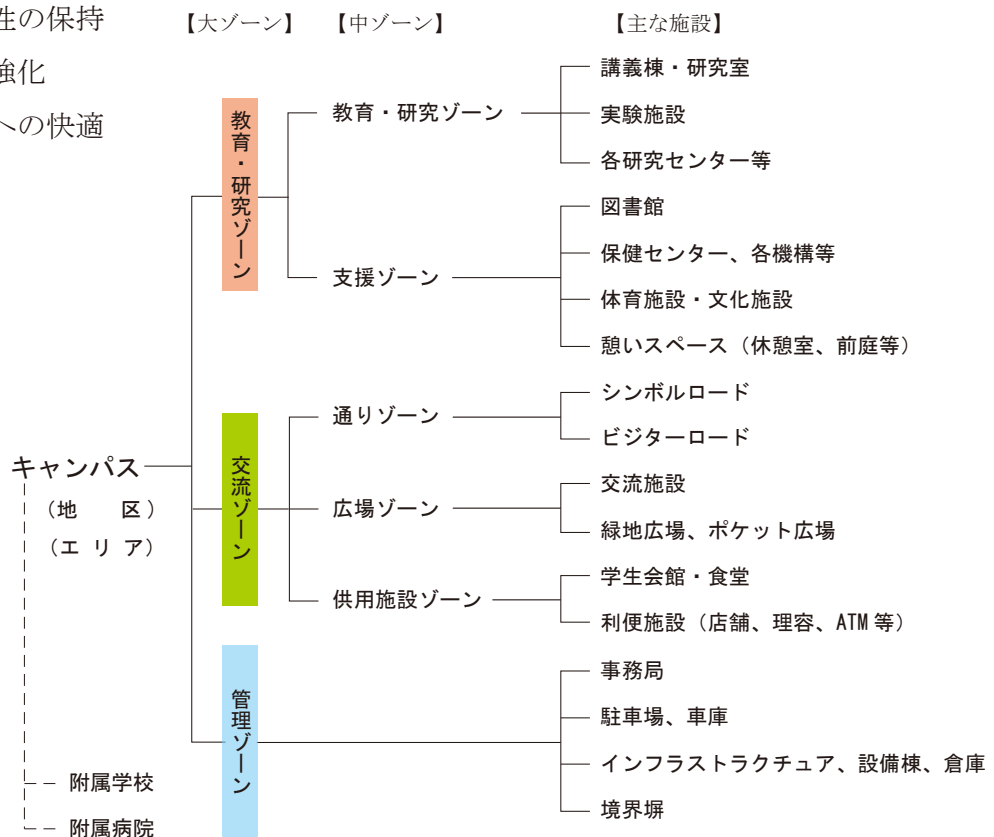 性の保持
強化
への快適
【大ゾーン】 【中ゾーン】 【主な施設】
キャンパス
（地　区）
（エリア）
附属学校
附属病院
教育・研究ゾーン
教育・研究ゾーン
講義棟・研究室
実験施設
各研究センター等
支援ゾーン
図書館
保健センター、各機構等
体育施設・文化施設
憩いスペース（休憩室、前庭等）
交流ゾーン
通りゾーン
シンボルロード
ビジターロード
広場ゾーン
交流施設
緑地広場、ポケット広場
供用施設ゾーン
学生会館・食堂
利便施設（店舗、理容、ATM等）
管理ゾーン
事務局
駐車場、車庫
インフラストラクチュア、設備棟、倉庫
境界塀